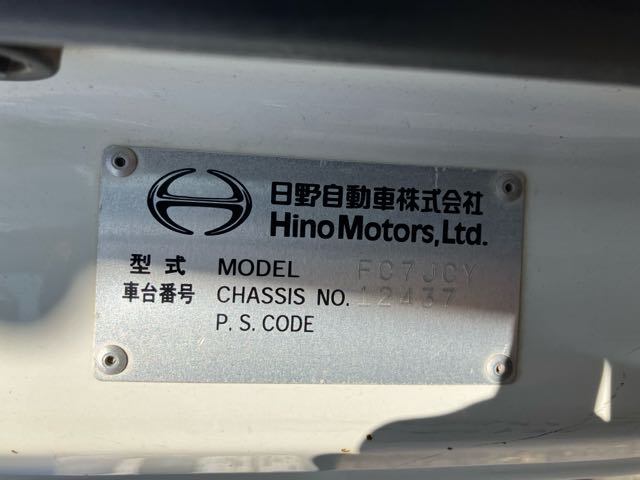 日野自動車株式会社
Hino Motors, Ltd.
型式 MODEL FC7JCY
車台番号 CHASSIS NO. 12437
P. S. CODE